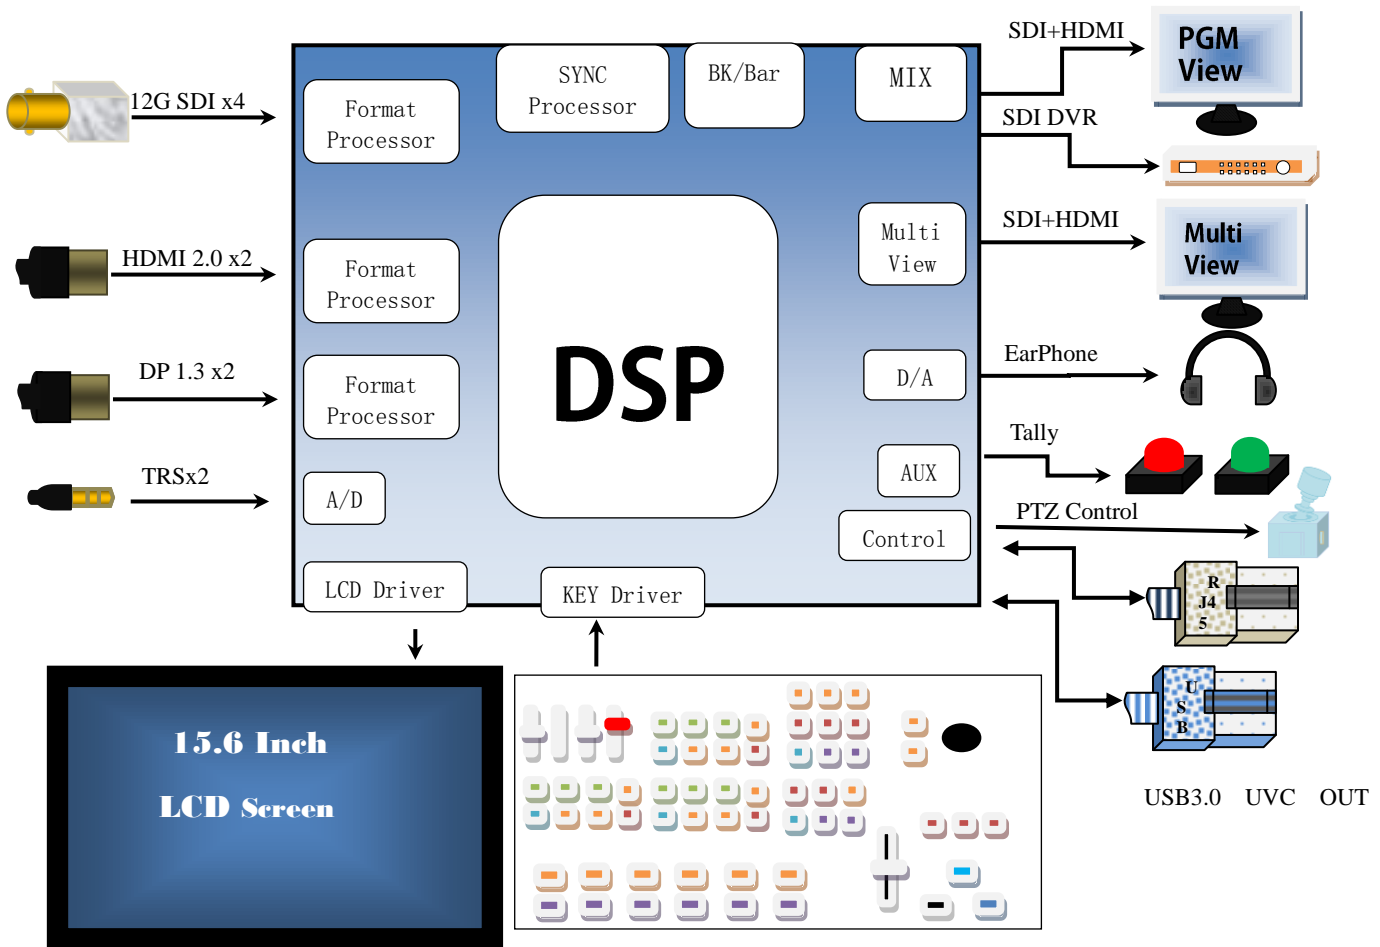 SDI+HDMI
PGM
View
SYNC
Processor
BK/Bar
MIX
12G SDI x4
Format
Processor
SDI DVR
HDMI 2.0 x2
Format
Processor
Multi
View
SDI+HDMI
Multi
View
DP 1.3 x2
Format
Processor
DSP
D/A
EarPhone
TRSx2
A/D
AUX
Tally
Control
PTZ Control
LCD Driver
KEY Driver
R
J4
5
U
S
B
15.6 Inch
LCD Screen
USB3.0 UVC OUT